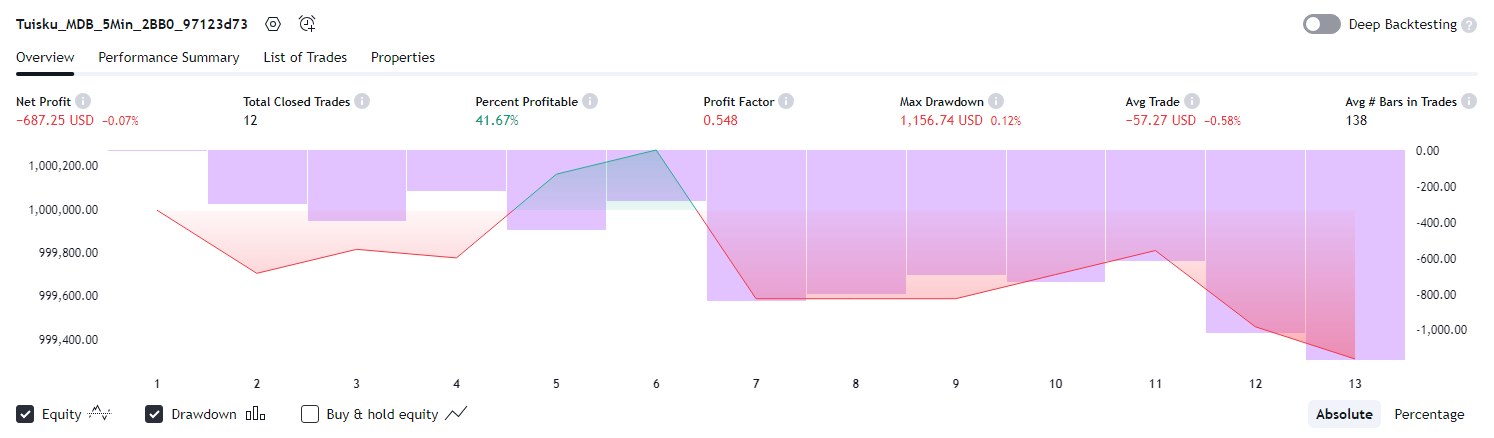 Tuisku_MDB_5Min_2BB0_97123d73 Deep Backtesting ?
Overview Performance Summary List of Trades Properties
Net Profit i Total Closed Trades i Percent Profitable i Profit Factor i Max Drawdown i Avg Trade i Avg # Bars in Trades i
−687.25 USD −0.07% 12 41.67% 0.548 1,156.74 USD 0.12% −57.27 USD −0.58% 138
0.00
1,000,200.00
-200.00
1,000,000.00
-400.00
999,800.00
-600.00
999,600.00 -800.00
-1,000.00
999,400.00
1 2 3 4 5 6 7 8 9 10 11 12 13
Equity Drawdown Buy & hold equity Absolute Percentage